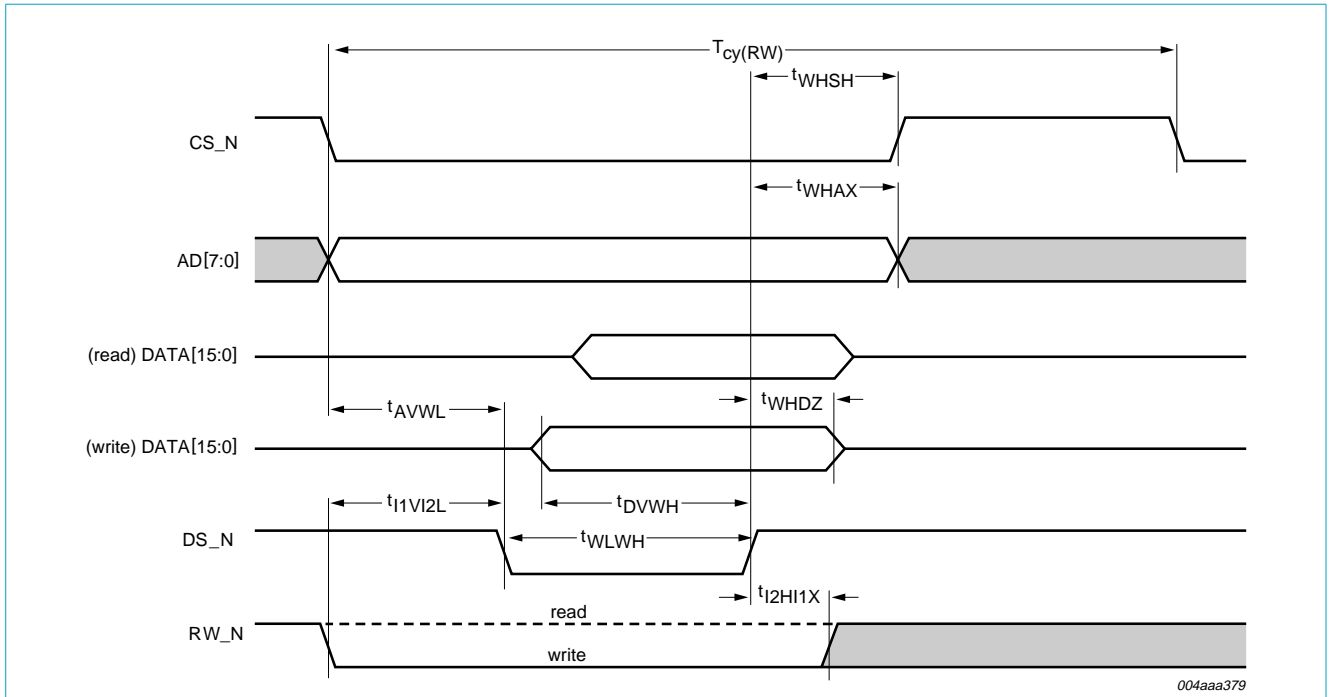 Tcy(RW)
tWHSH
CS_N
tWHAX
AD[7:0]
(read) DATA[15:0]
tWHDZ
tAVWL
(write) DATA[15:0]
tI1VI2L
tDVWH
DS_N
tWLWH
tI2HI1X
read
RW_N
write
004aaa379